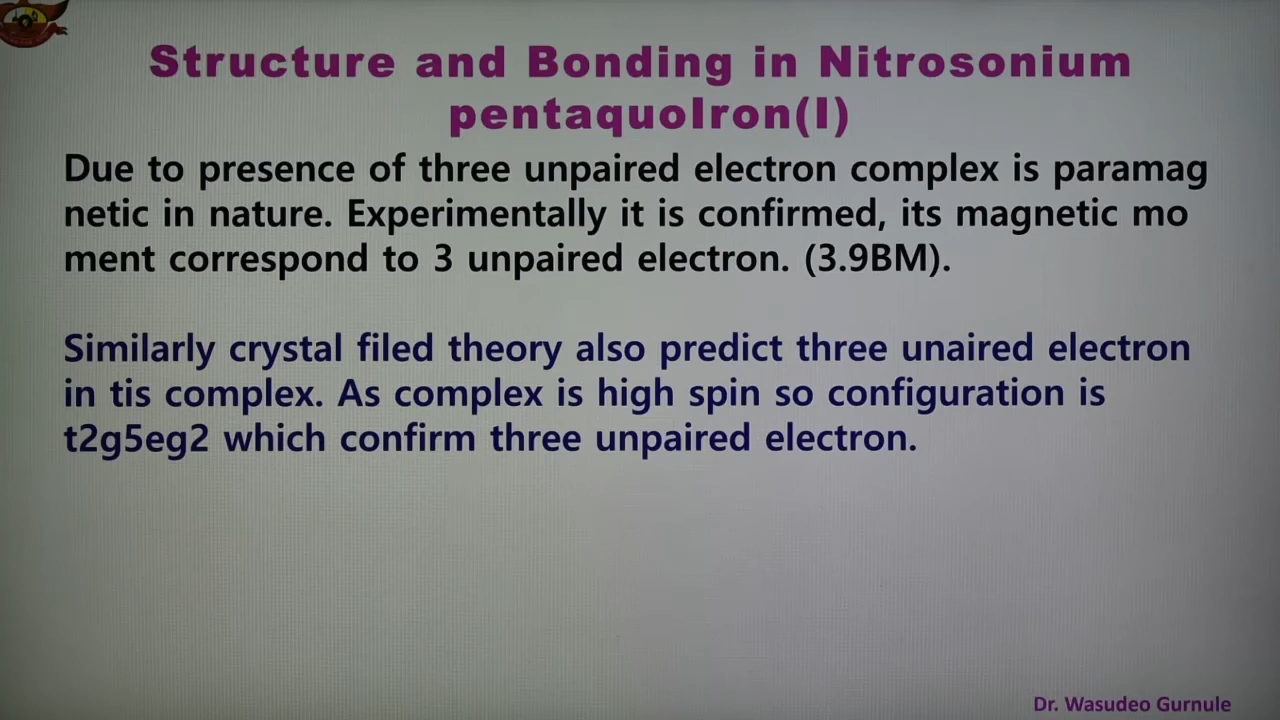 Structure and Bonding in Nitrosonium
pentaquoIron(I)
Due to presence of three unpaired electron complex is paramag
netic in nature. Experimentally it is confirmed, its magnetic mo
ment correspond to 3 unpaired electron. (3.9BM).
Similarly crystal filed theory also predict three unaired electron
in tis complex. As complex is high spin so configuration is
t2g5eg2 which confirm three unpaired electron.
Dr. Wasudeo Gurnule